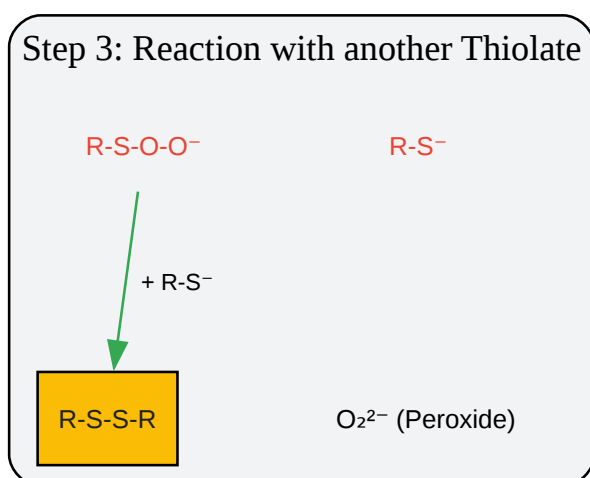 Step 3: Reaction with another Thiolate
R-S-O-O⁻
R-S⁻
+ R-S⁻
R-S-S-R
O₂²⁻ (Peroxide)